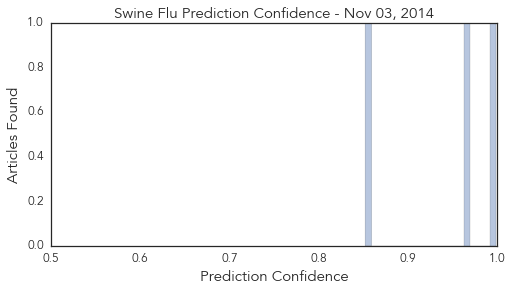 Swine Flu Prediction Confidence - Nov 03, 2014
1.0
0.8
0.6
0.4
0.2
0.0
Articles Found
0.5 0.6 0.7 0.8 0.9 1.0
Prediction Confidence